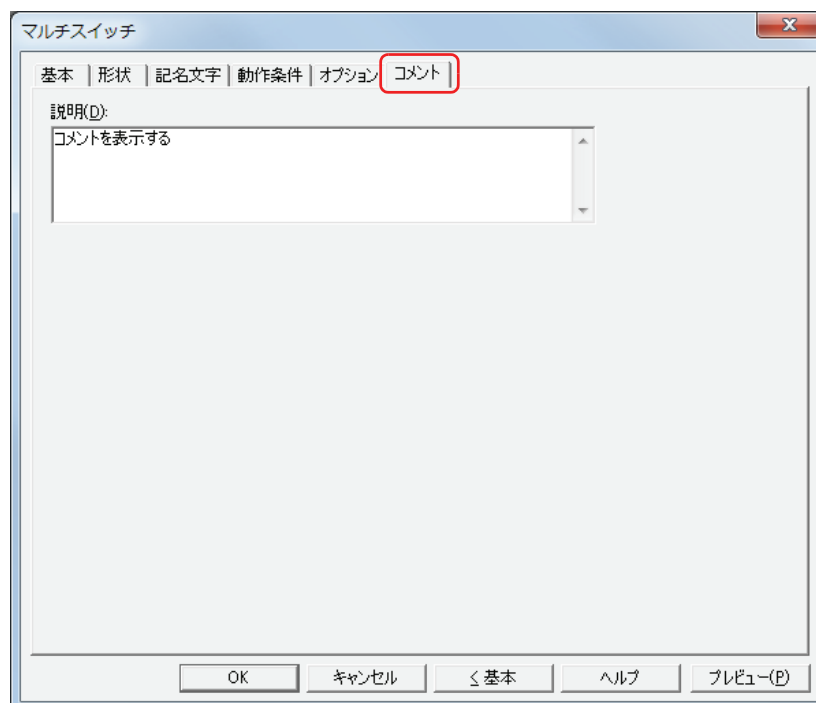 マルチスイッチ
基本 形状 記名文字 動作条件 オプション コメント
説明(D):
コメントを表示する
OK キャンセル ≤基本 ヘルプ プレビュー(P)